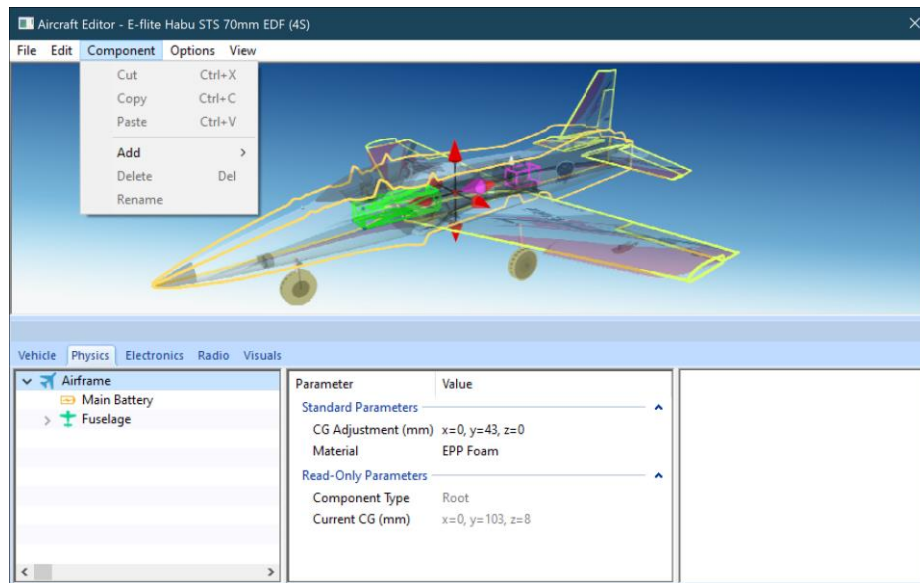 Aircraft Editor - E-flite Habu STS 70mm EDF (4S)
File Edit Component Options View
Cut Ctrl+X
Copy Ctrl+C
Paste Ctrl+V
Add
Delete Del
Rename
Vehicle Physics Electronics Radio Visuals
Airframe
Main Battery
Fuselage
Parameter Value
Standard Parameters
CG Adjustment (mm) x=0, y=43, z=0
Material EPP Foam
Read-Only Parameters
Component Type Root
Current CG (mm) x=0, y=103, z=8